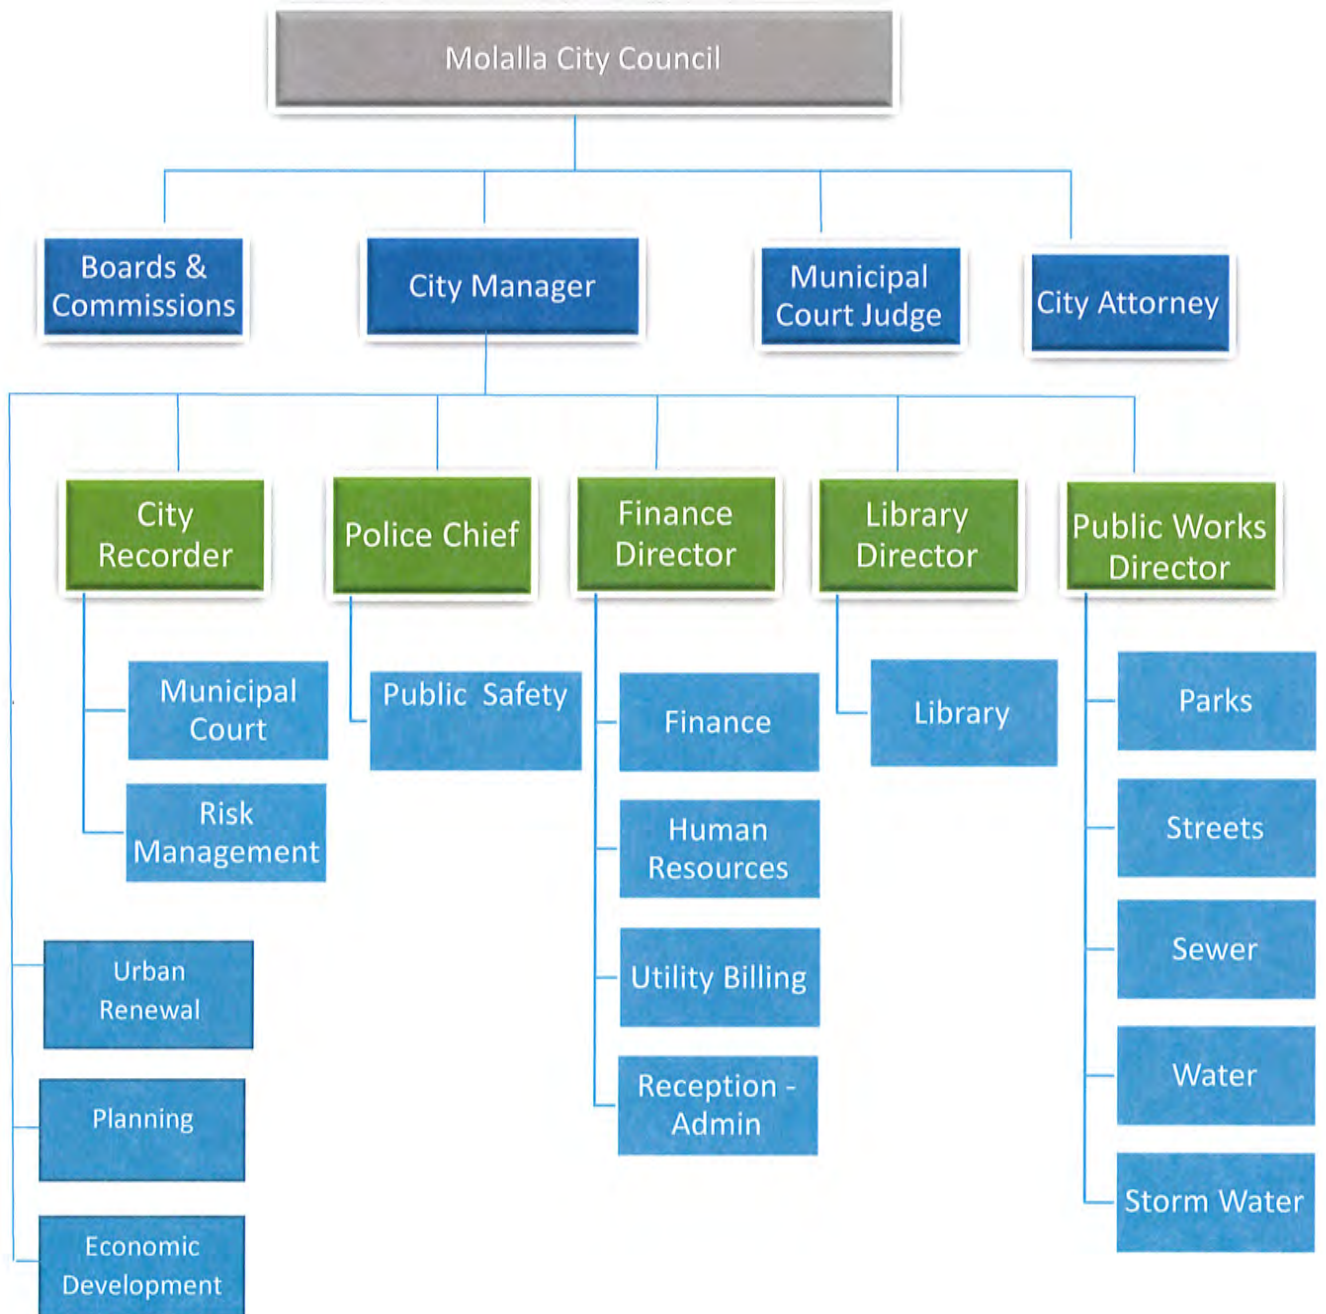 Molalla City Council
Boards &
Commissions
City Manager
Municipal
Court Judge
City Attorney
City
Recorder
Police Chief
Finance
Director
Library
Director
Public Works
Director
Municipal
Court
Risk
Management
Public Safety
Finance
Human
Resources
Utility Billing
Reception -
Admin
Library
Parks
Streets
Sewer
Water
Storm Water
Urban
Renewal
Planning
Economic
Development